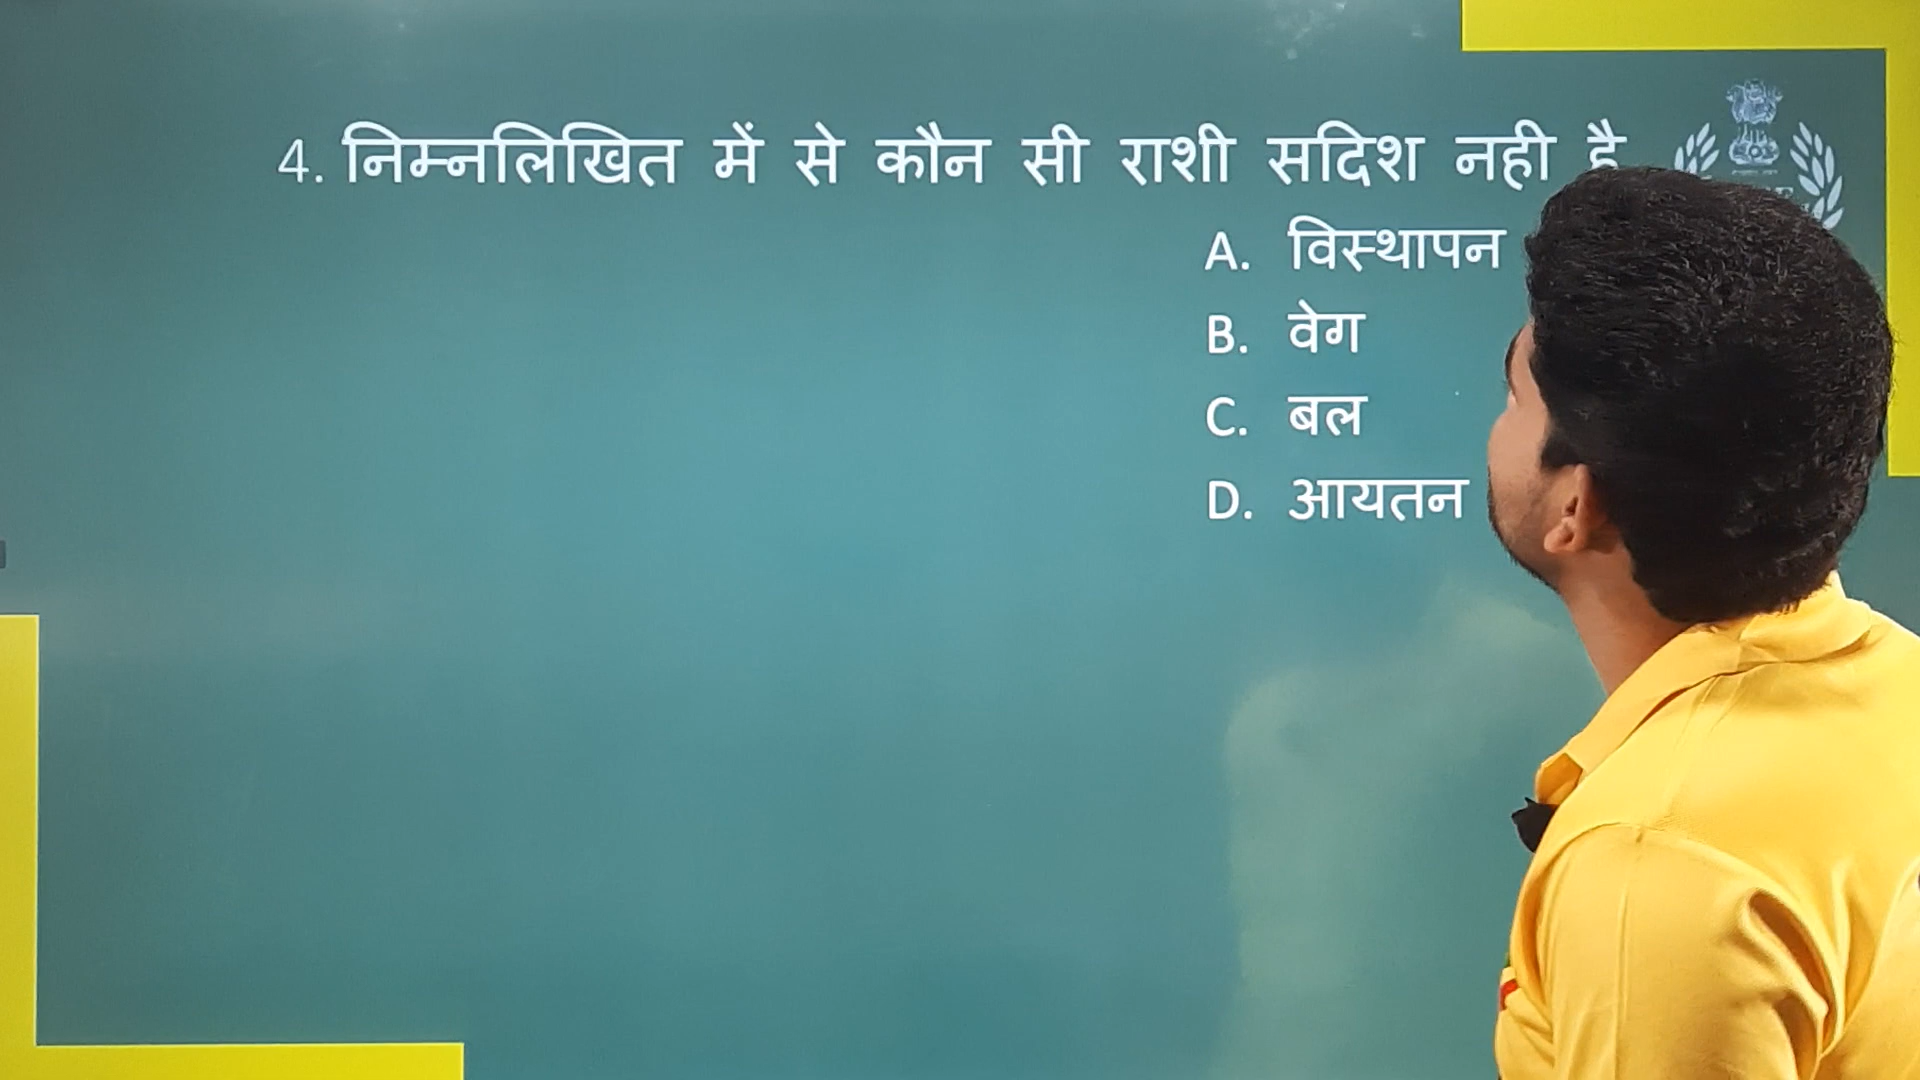 4. निम्नलिखित में से कौन सी राशी सदिश नही है
A. विस्थापन
B. वेग
C. बल
D. आयतन